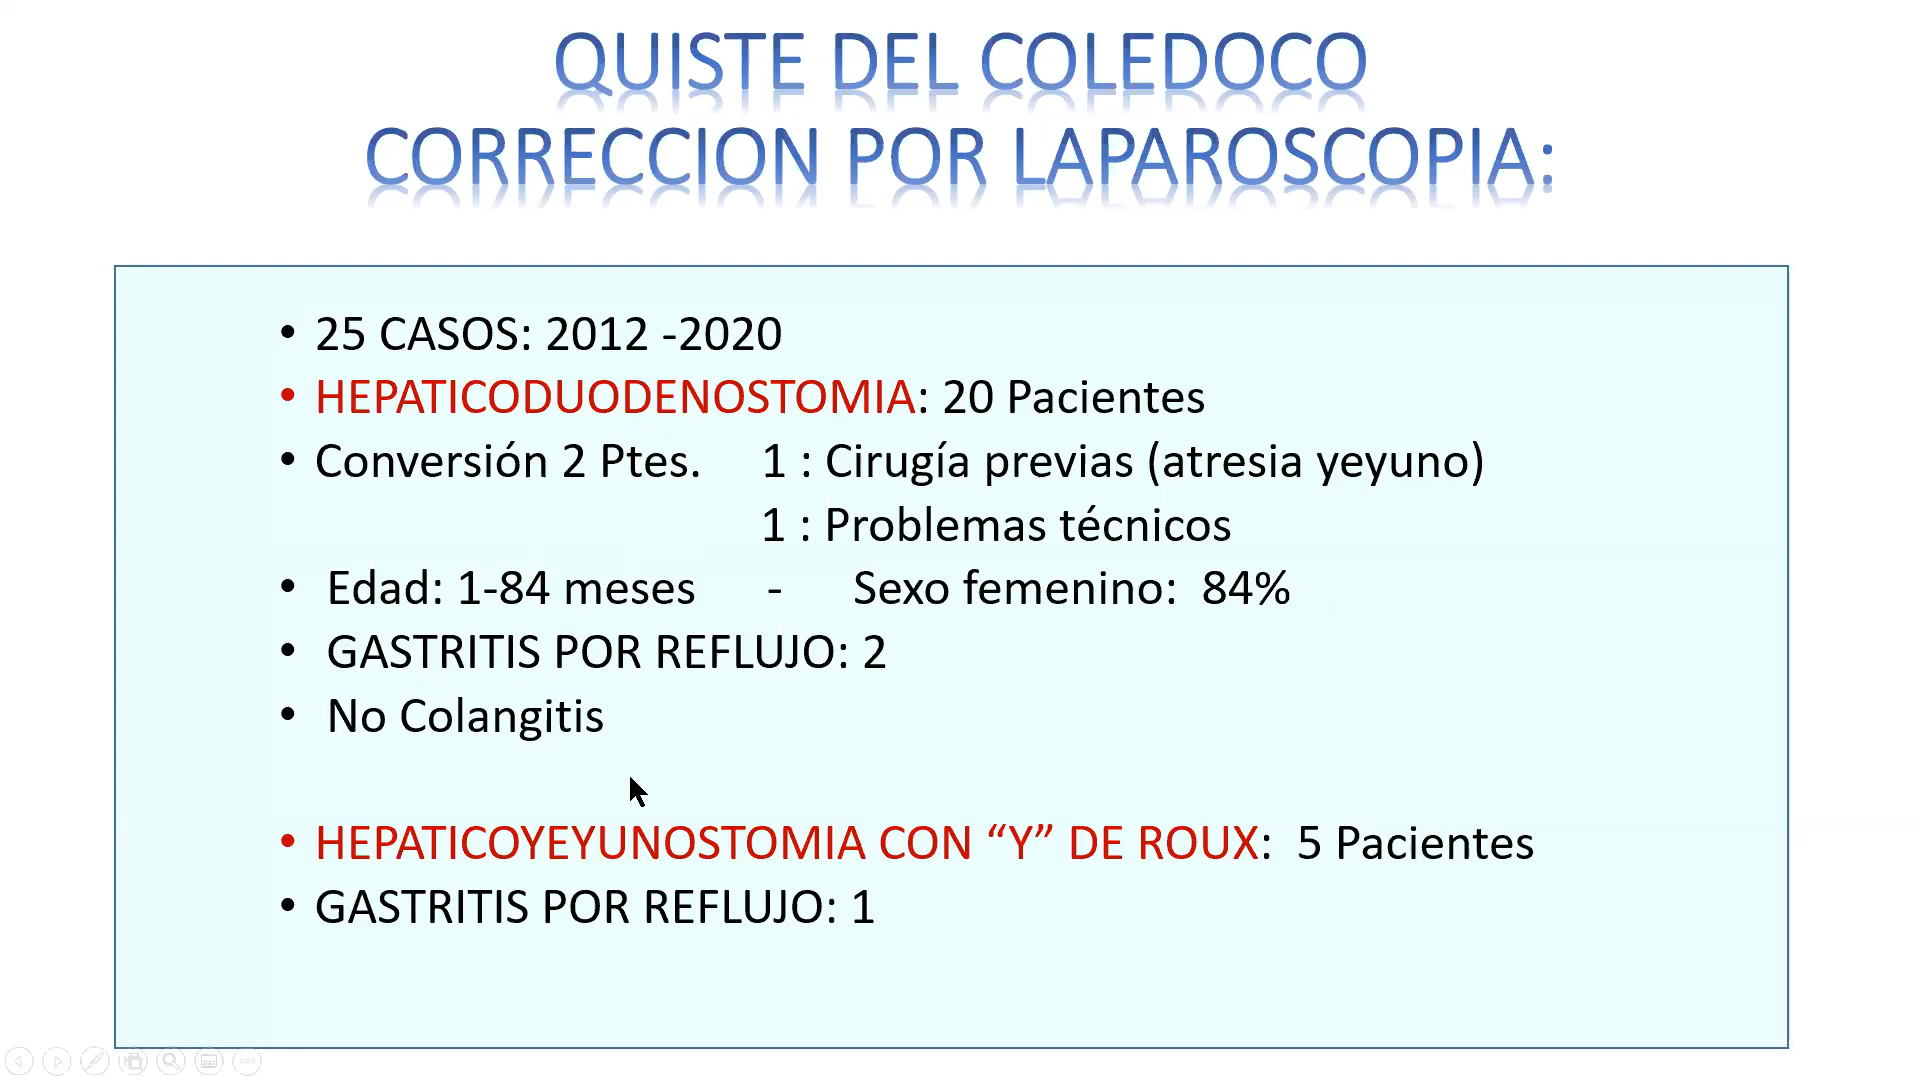 QUISTE DEL COLEDOCO
CORRECCION POR LAPAROSCOPIA:
• 25 CASOS: 2012 -2020
• HEPATICODUODENOSTOMIA: 20 Pacientes
• Conversión 2 Ptes. 1 : Cirugía previas (atresia yeyuno)
1 : Problemas técnicos
• Edad: 1-84 meses - Sexo femenino: 84%
• GASTRITIS POR REFLUJO: 2
• No Colangitis
• HEPATICOYEYUNOSTOMIA CON “Y” DE ROUX: 5 Pacientes
• GASTRITIS POR REFLUJO: 1